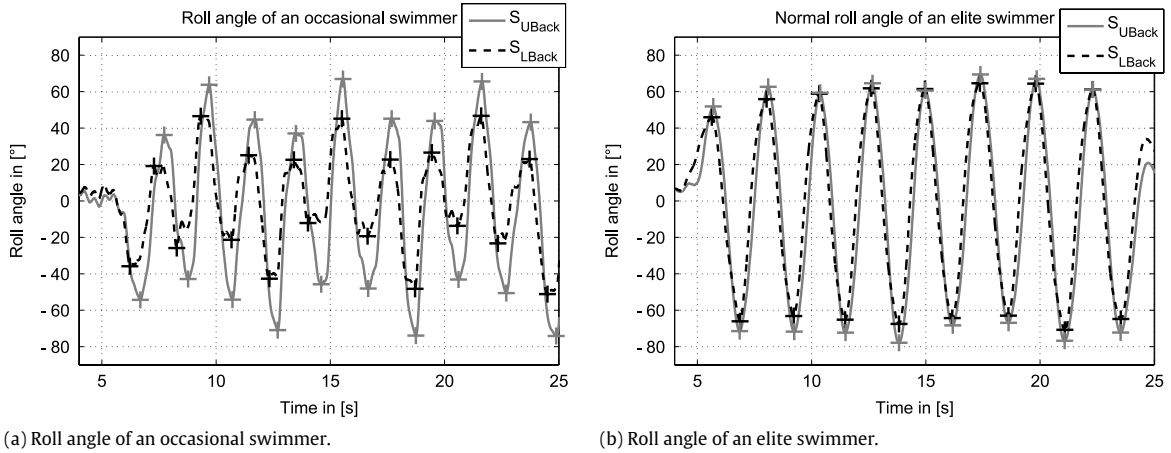 Roll angle of an occasional swimmer
S_UBack
S_LBack
Roll angle in [°]
80
60
40
20
0
- 20
- 40
- 60
- 80
5
10
15
20
25
Time in [s]
(a) Roll angle of an occasional swimmer.
Normal roll angle of an elite swimmer
S_UBack
S_LBack
Roll angle in [°]
80
60
40
20
0
- 20
- 40
- 60
- 80
5
10
15
20
25
Time in [s]
(b) Roll angle of an elite swimmer.